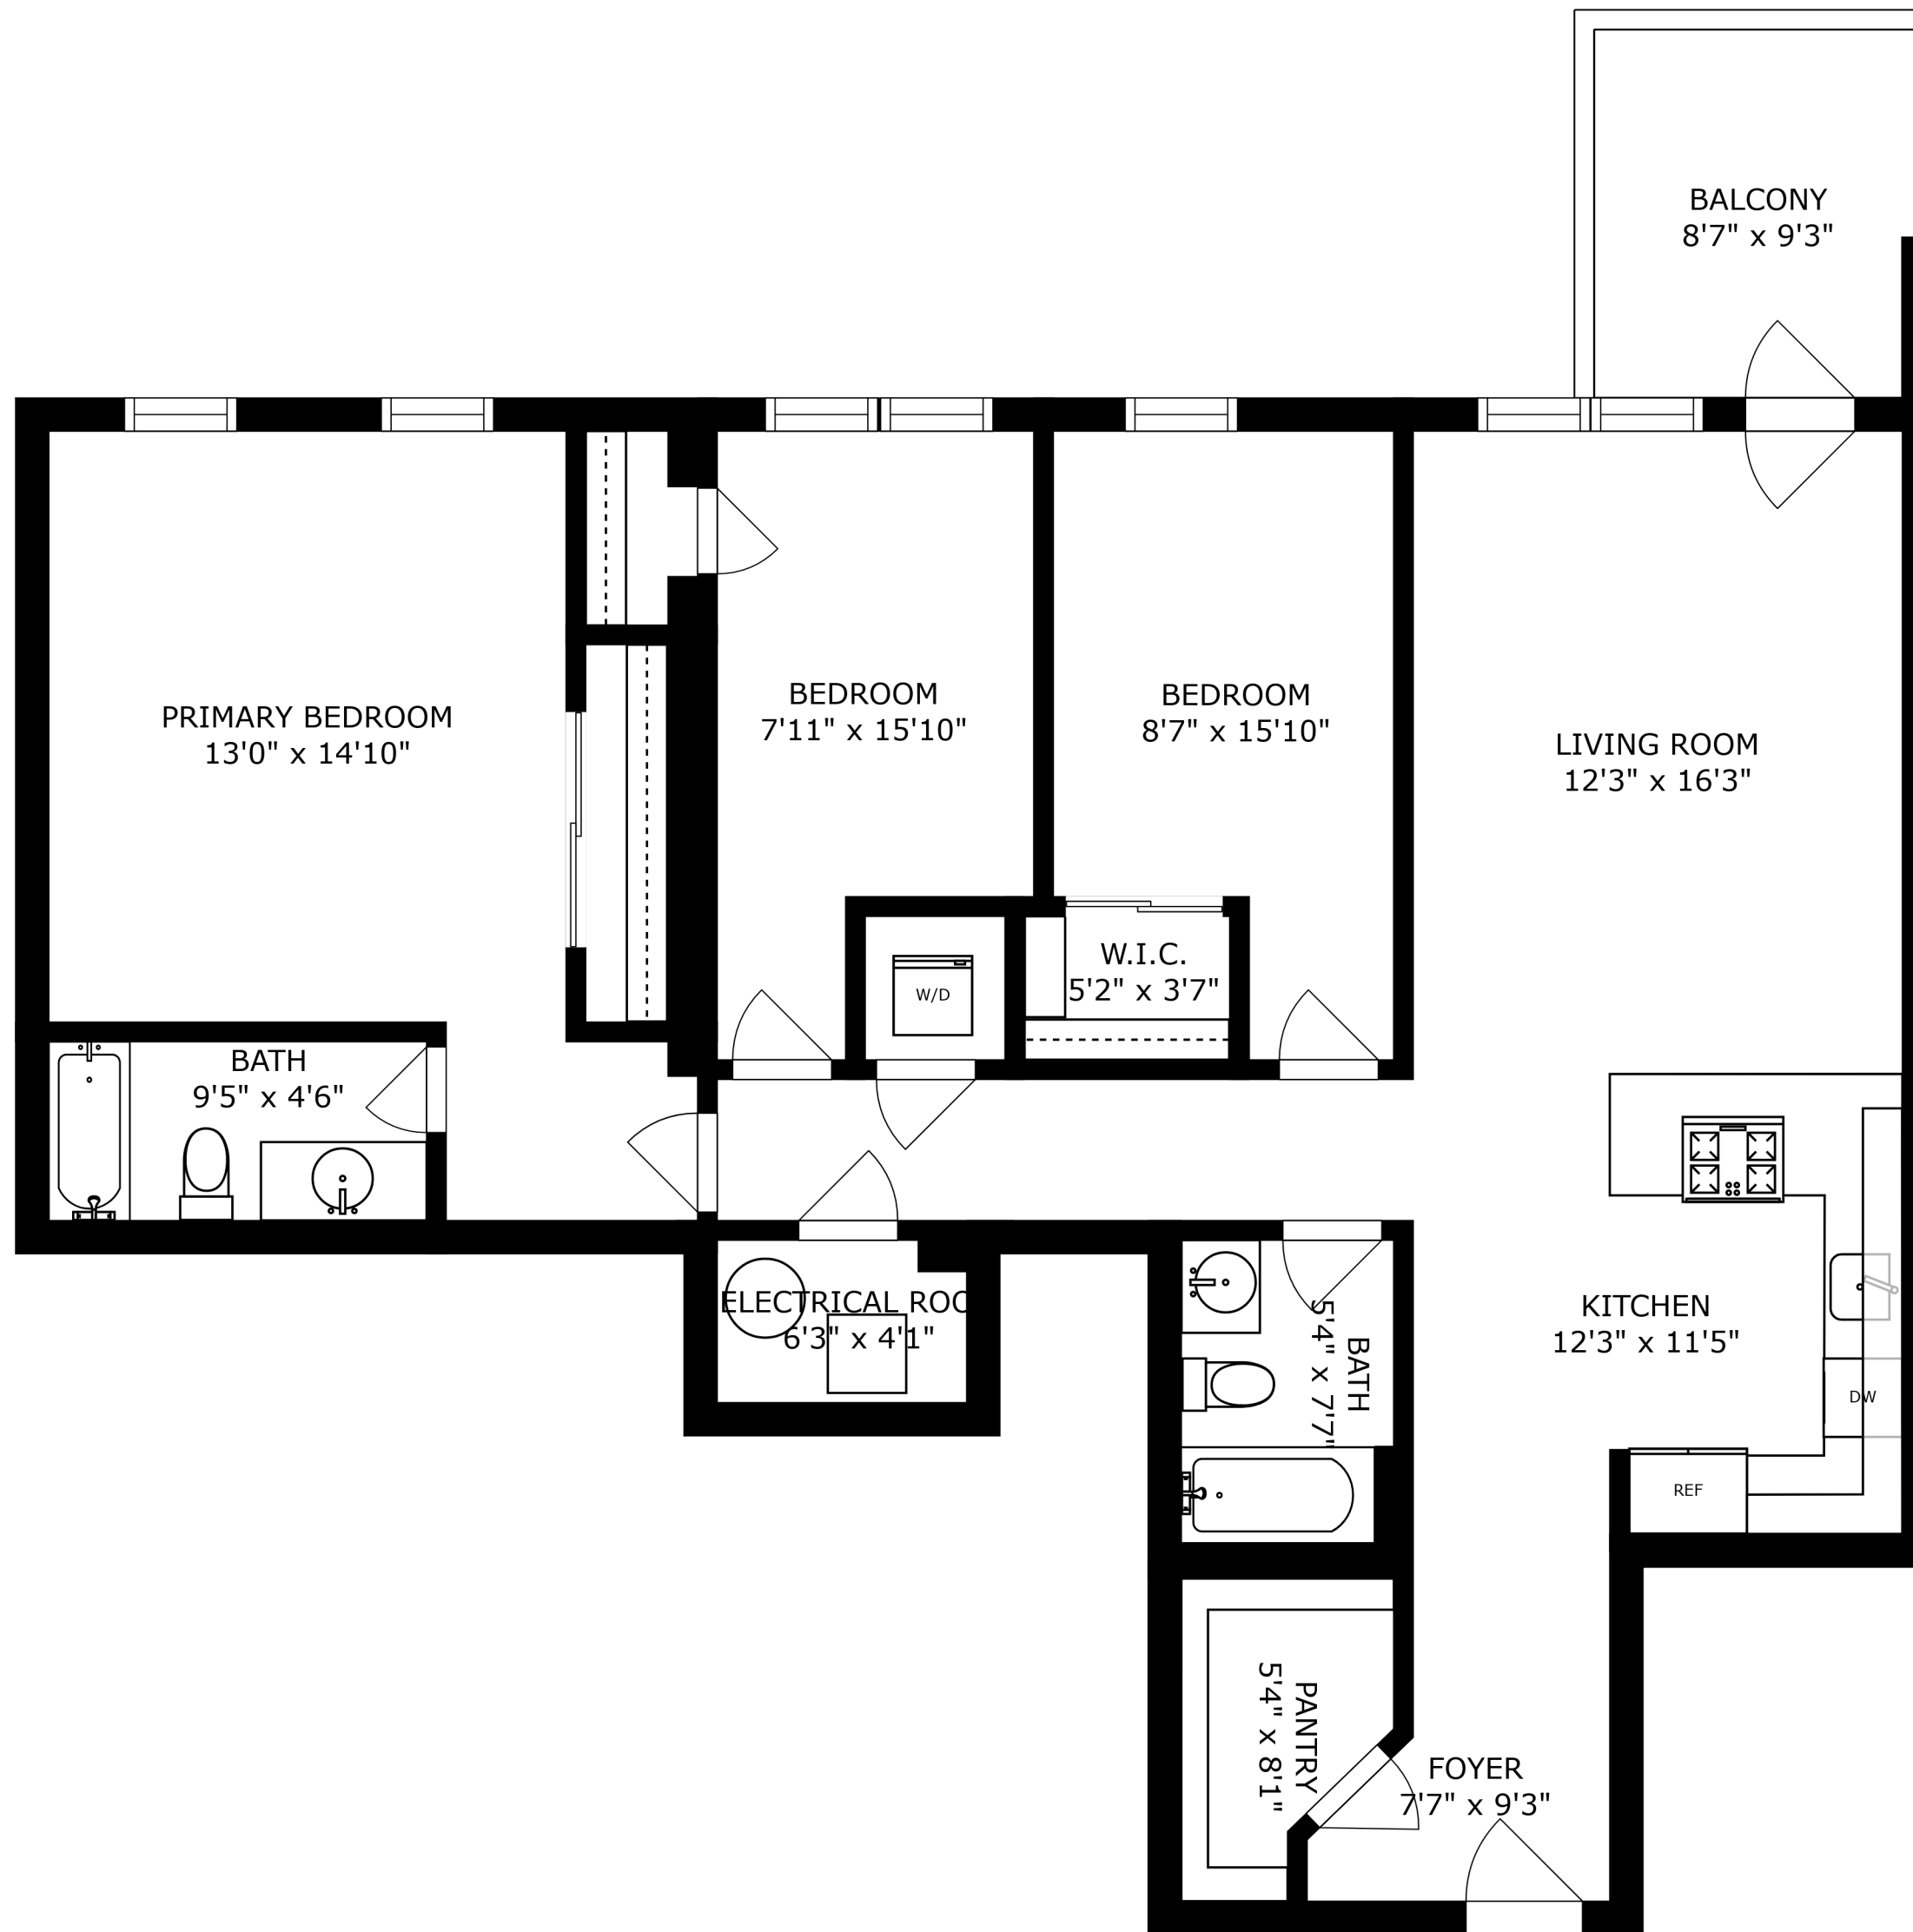 BALCONY
8'7" x 9'3"
PRIMARY BEDROOM
13'0" x 14'10"
BEDROOM
7'11" x 15'10"
BEDROOM
8'7" x 15'10"
LIVING ROOM
12'3" x 16'3"
W.I.C.
5'2" x 3'7"
W/D
BATH
9'5" x 4'6"
ELECTRICAL ROO
6'3" x 4'1"
BATH
5'4" x 7'7"
KITCHEN
12'3" x 11'5"
DW
REF
PANTRY
5'4" x 8'1"
FOYER
7'7" x 9'3"